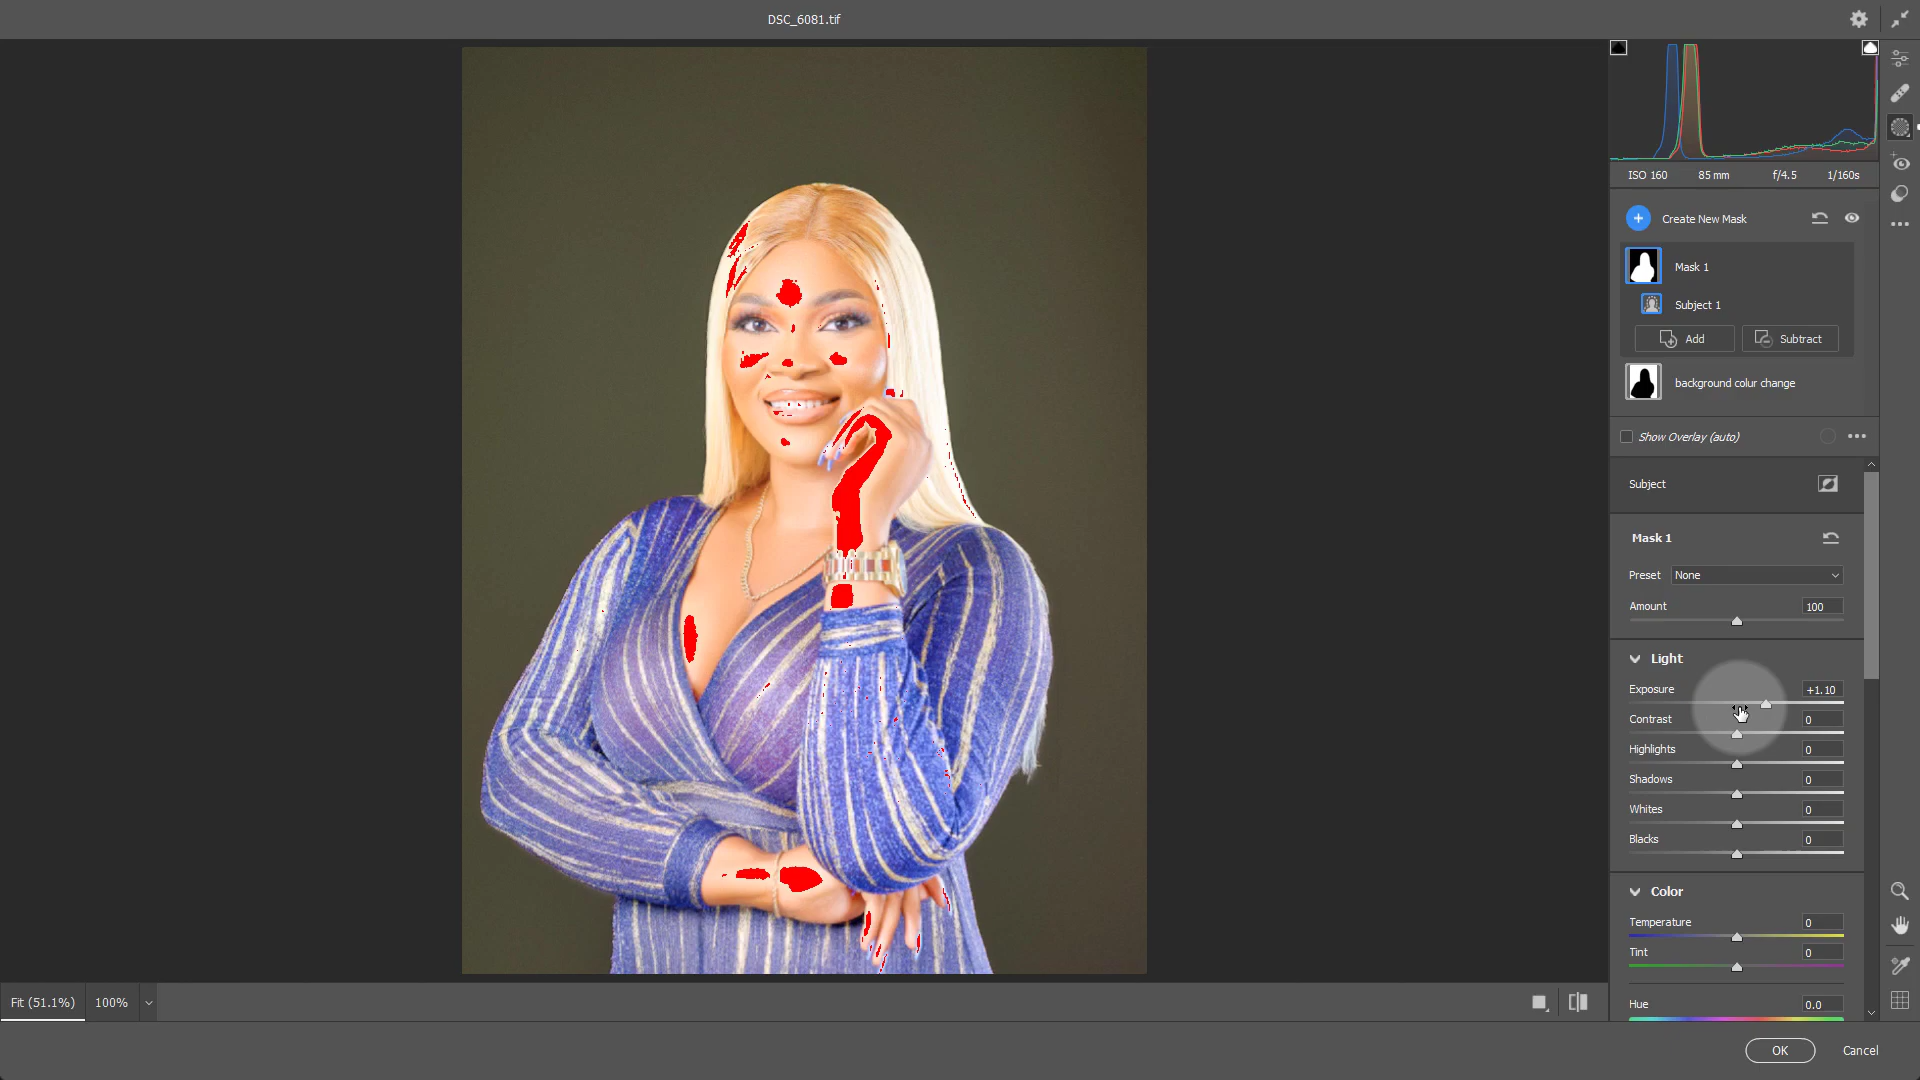 DSC_6081.tif
ISO 160 85 mm f/4.5 1/160s
Create New Mask
Mask 1
Subject 1
Add Subtract
background colur change
Show Overlay (auto)
Subject
Mask 1
Preset None
Amount 100
Light
Exposure +1.10
Contrast 0
Highlights 0
Shadows 0
Whites 0
Blacks 0
Color
Temperature 0
Tint 0
Hue 0.0
Fit (51.1%) 100%
OK Cancel